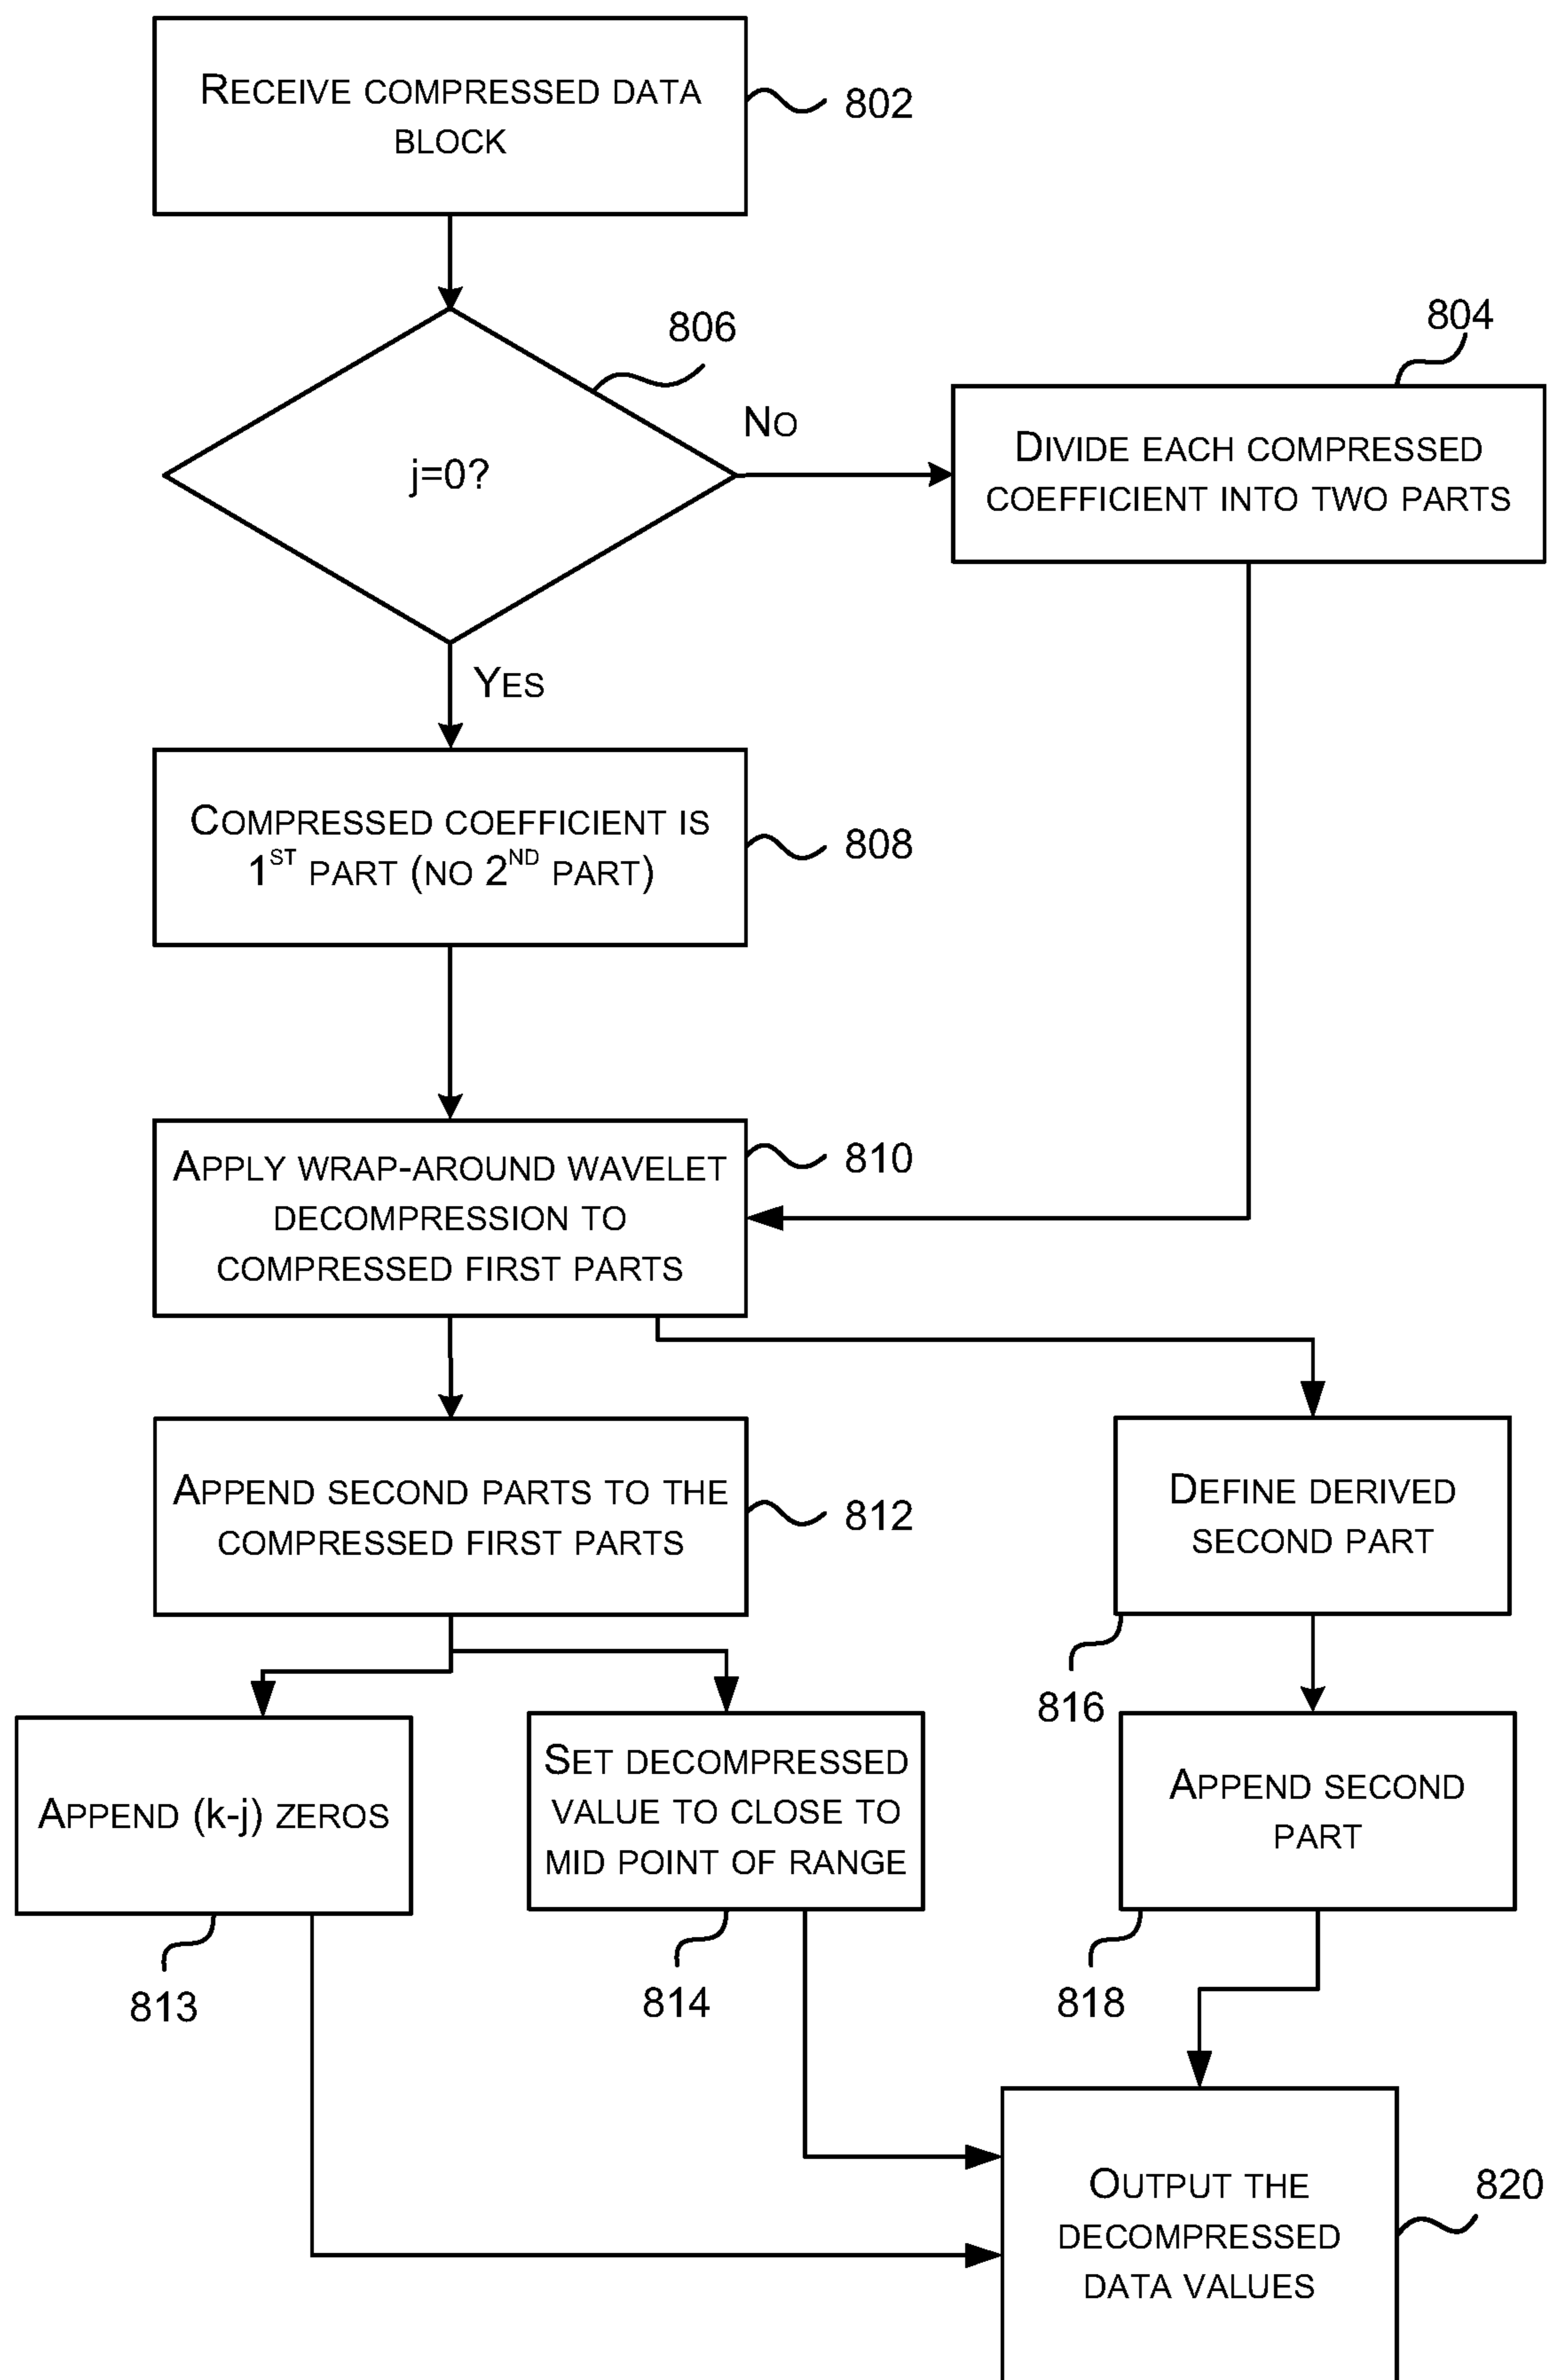 RECEIVE COMPRESSED DATA
BLOCK
802
806
804
NO
j=0?
DIVIDE EACH COMPRESSED
COEFFICIENT INTO TWO PARTS
YES
COMPRESSED COEFFICIENT IS
1ST PART (NO 2ND PART)
808
APPLY WRAP-AROUND WAVELET
DECOMPRESSION TO
COMPRESSED FIRST PARTS
810
APPEND SECOND PARTS TO THE
COMPRESSED FIRST PARTS
812
DEFINE DERIVED
SECOND PART
816
APPEND (k-j) ZEROS
813
SET DECOMPRESSED
VALUE TO CLOSE TO
MID POINT OF RANGE
814
APPEND SECOND
PART
818
OUTPUT THE
DECOMPRESSED
DATA VALUES
820